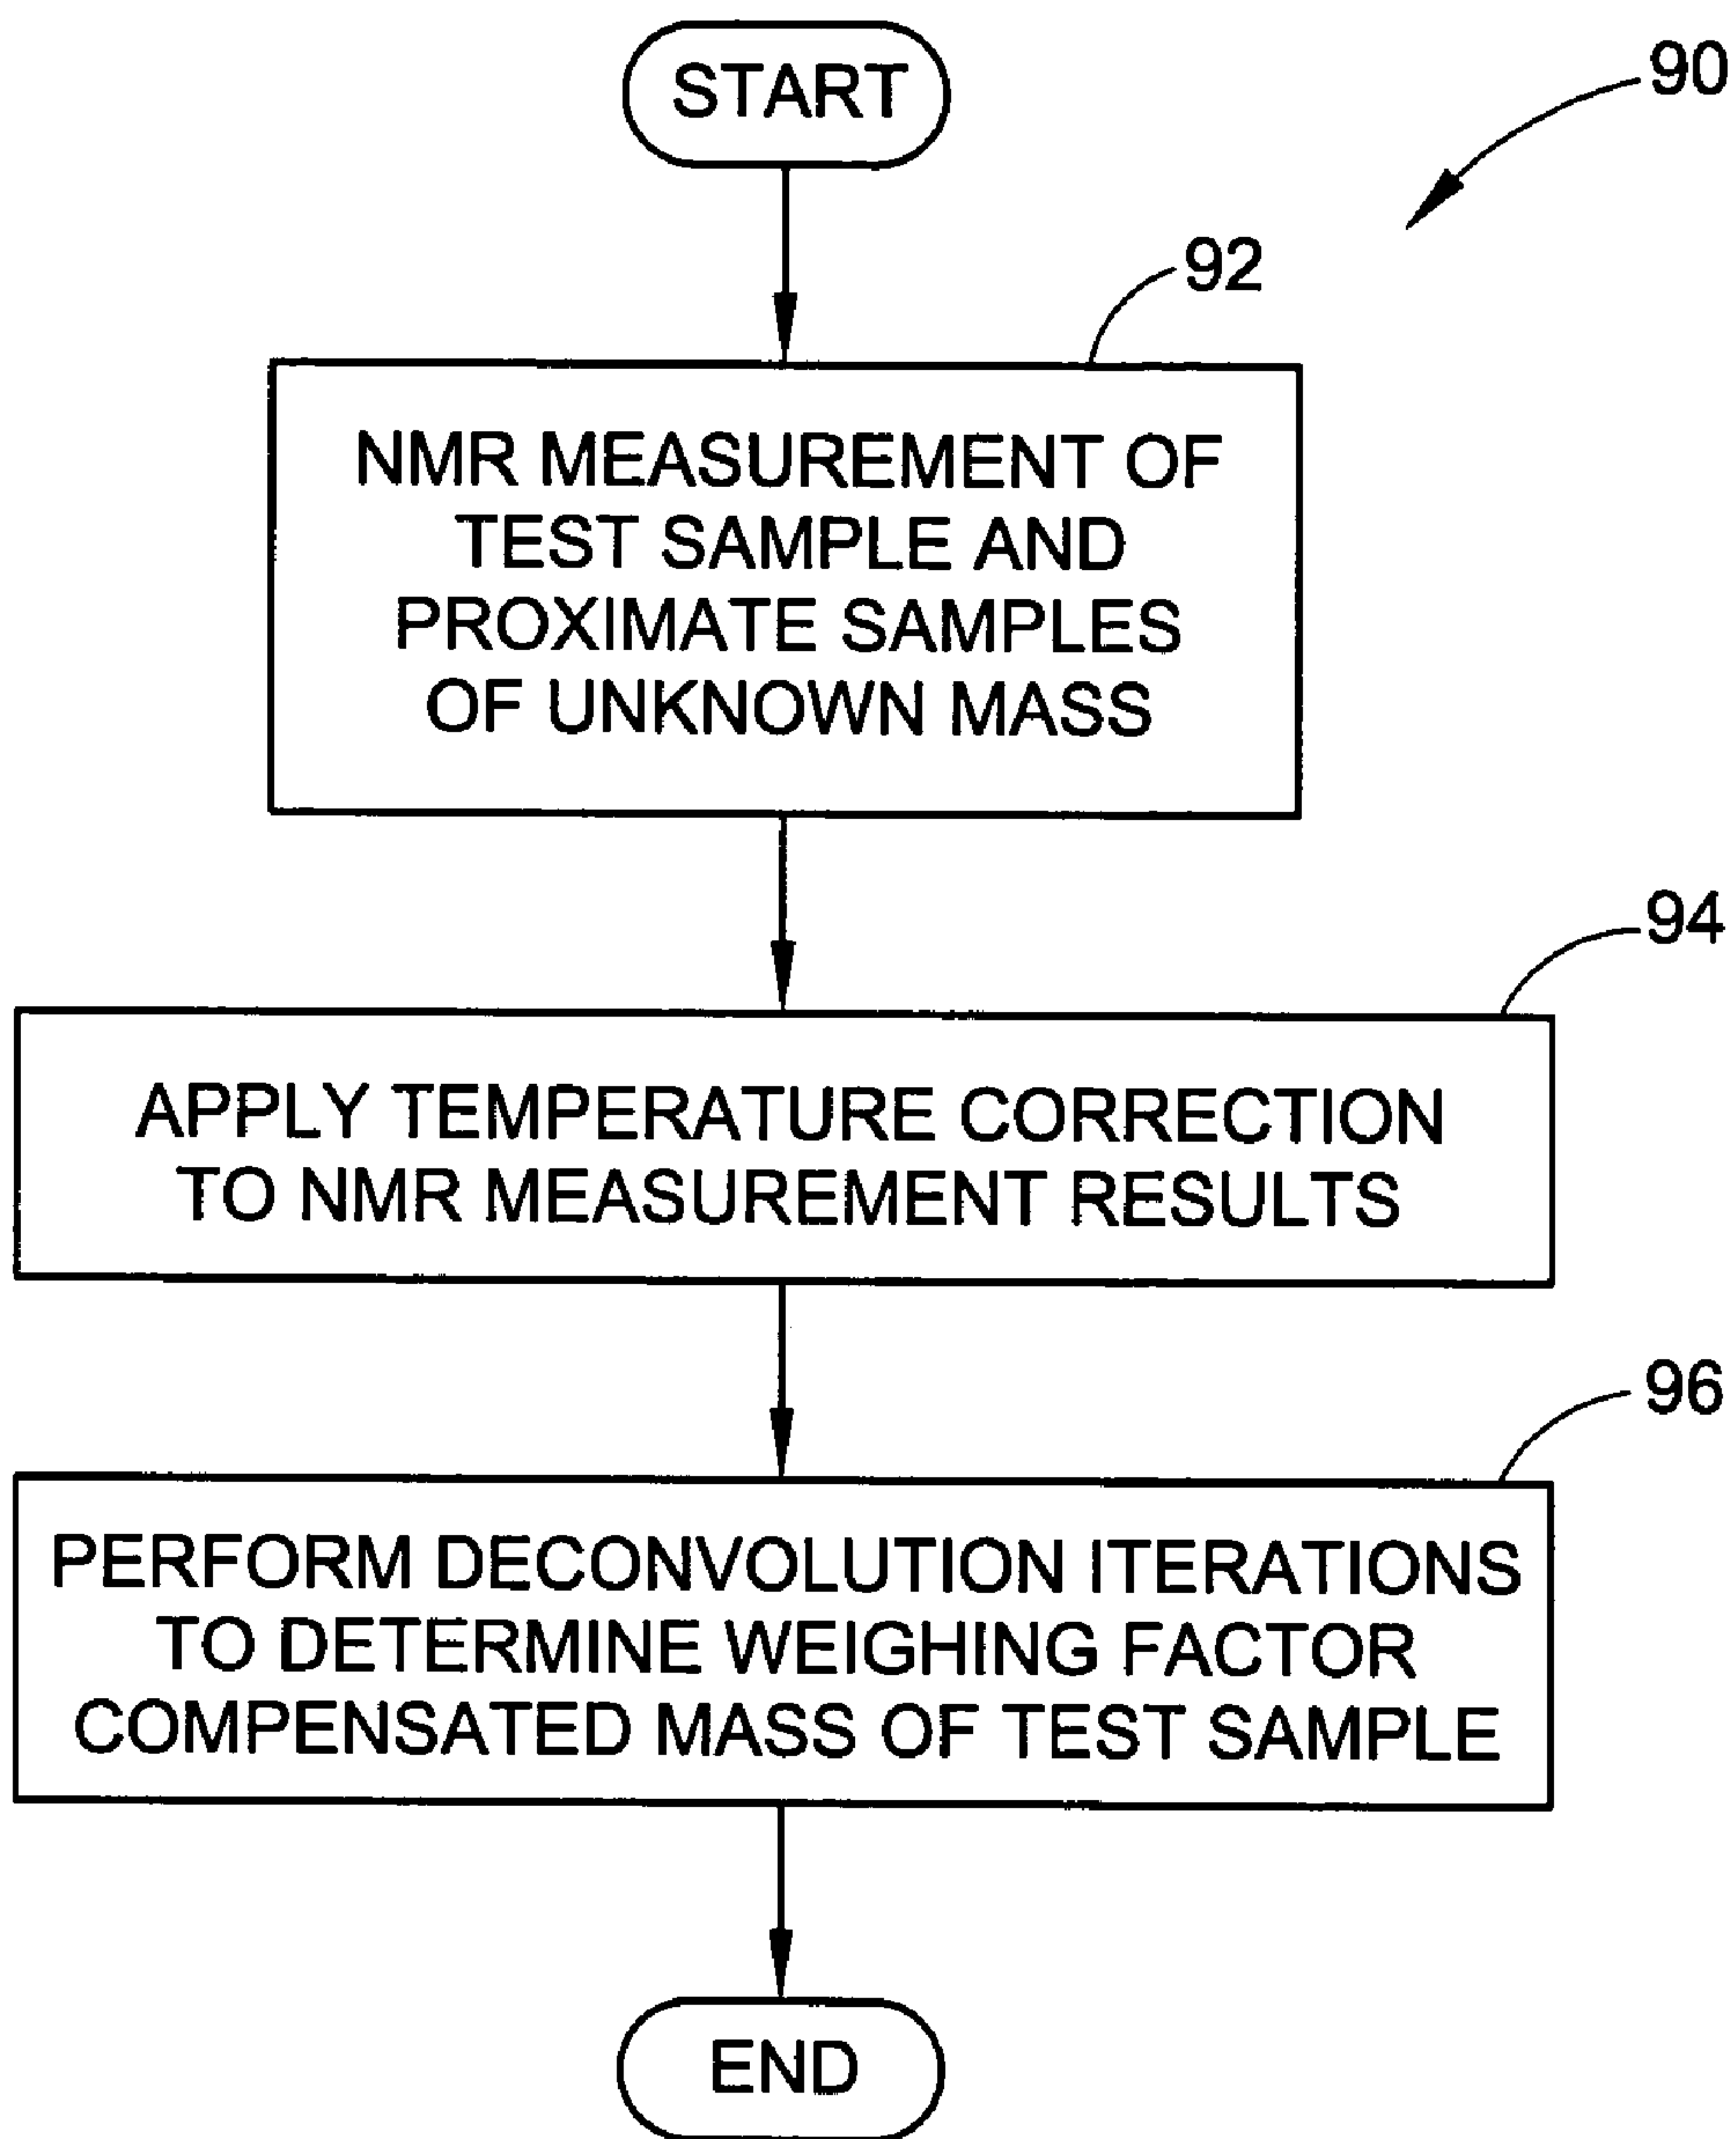 START
90
92
NMR MEASUREMENT OF
TEST SAMPLE AND
PROXIMATE SAMPLES
OF UNKNOWN MASS
94
APPLY TEMPERATURE CORRECTION
TO NMR MEASUREMENT RESULTS
96
PERFORM DECONVOLUTION ITERATIONS
TO DETERMINE WEIGHING FACTOR
COMPENSATED MASS OF TEST SAMPLE
END